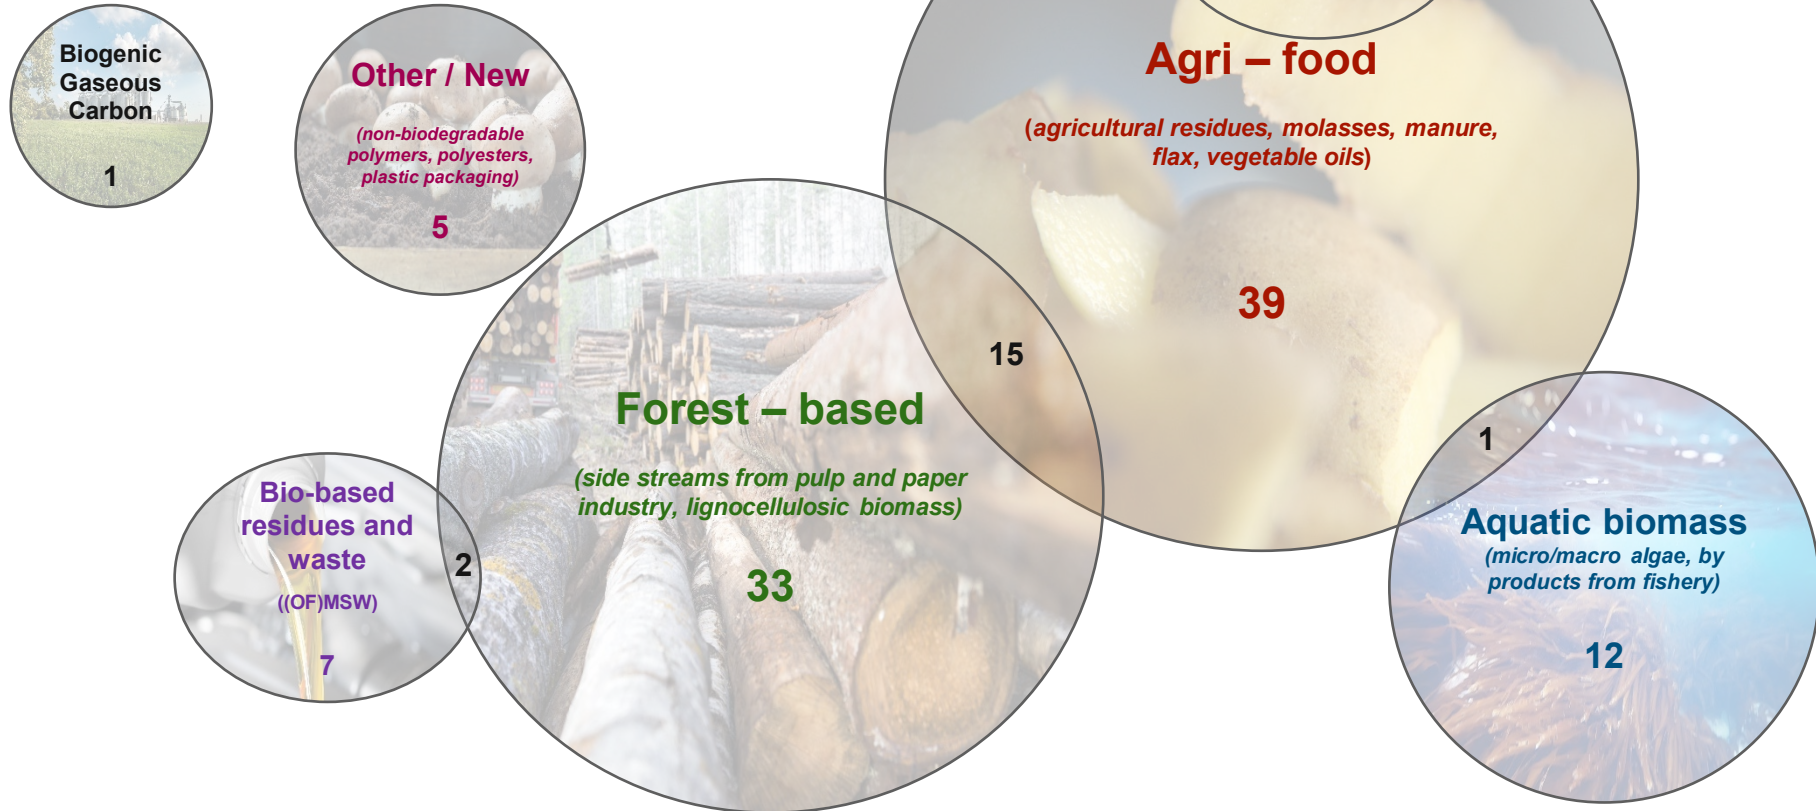 Biogenic
Gaseous
Carbon
1
Other / New
(non-biodegradable
polymers, polyesters,
plastic packaging)
5
Agri – food
(agricultural residues, molasses, manure,
flax, vegetable oils)
39
15
Forest – based
(side streams from pulp and paper
industry, lignocellulosic biomass)
33
Bio-based
residues and
waste
((OF)MSW)
7
2
1
Aquatic biomass
(micro/macro algae, by
products from fishery)
12